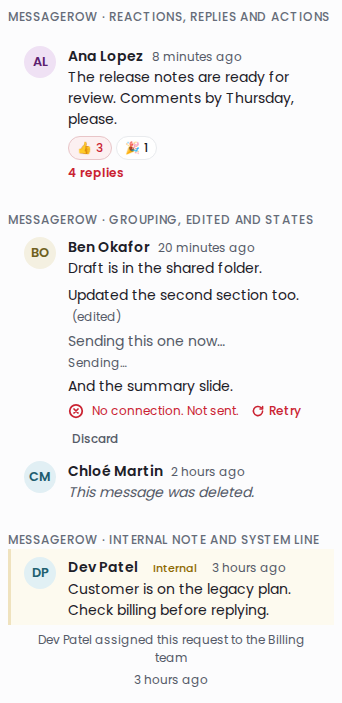 MESSAGEROW · REACTIONS, REPLIES AND ACTIONS
AL
Ana Lopez 8 minutes ago
The release notes are ready for
review. Comments by Thursday,
please.
👍 3 🎉 1
4 replies
MESSAGEROW · GROUPING, EDITED AND STATES
BO
Ben Okafor 20 minutes ago
Draft is in the shared folder.
Updated the second section too.
(edited)
Sending this one now…
Sending…
And the summary slide.
No connection. Not sent. Retry
Discard
CM
Chloé Martin 2 hours ago
This message was deleted.
MESSAGEROW · INTERNAL NOTE AND SYSTEM LINE
DP
Dev Patel Internal 3 hours ago
Customer is on the legacy plan.
Check billing before replying.
Dev Patel assigned this request to the Billing
team
3 hours ago